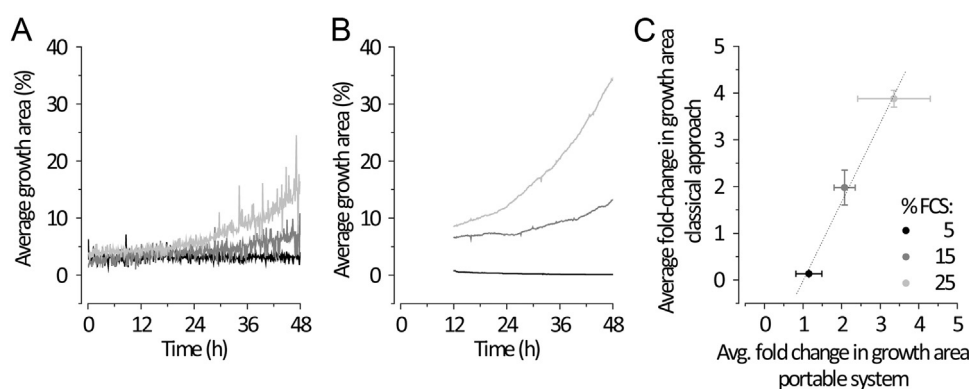 A
Average growth area (%)
40
30
20
10
0
0 12 24 36 48
Time (h)
B
Average growth area (%)
40
30
20
10
0
0 12 24 36 48
Time (h)
C
Average fold-change in growth area
classical approach
5
4
3
2
1
0
0 1 2 3 4 5
Avg. fold change in growth area
portable system
% FCS:
5
15
25